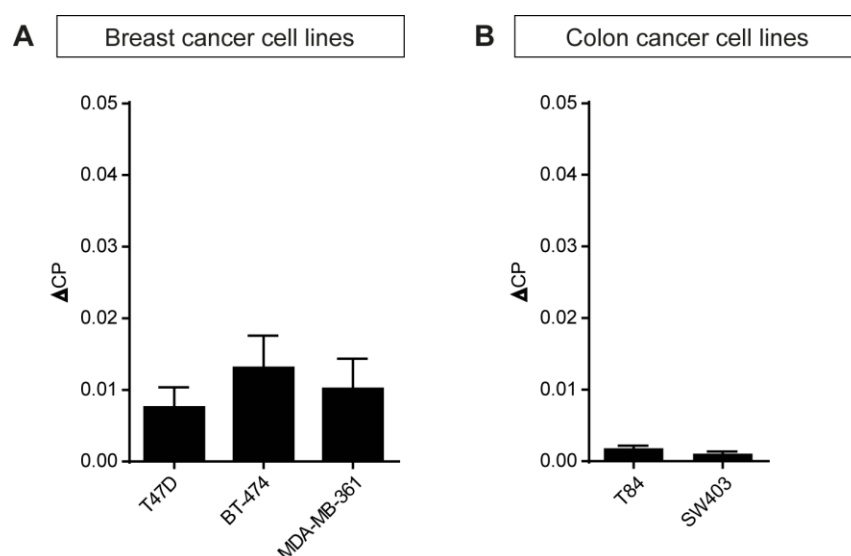 A
Breast cancer cell lines
0.05
0.04
0.03
0.02
0.01
0.00
ΔCP
T47D
BT-474
MDA-MB-361
B
Colon cancer cell lines
0.05
0.04
0.03
0.02
0.01
0.00
ΔCP
T84
SW403